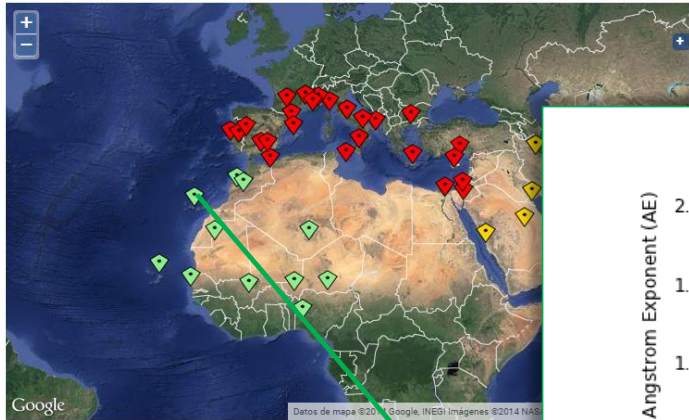 +
−
+
Angstrom Exponent (AE)
2.
1.
1.
Google
Datos de mapa ©2014 Google, INEGI Imágenes ©2014 NASA